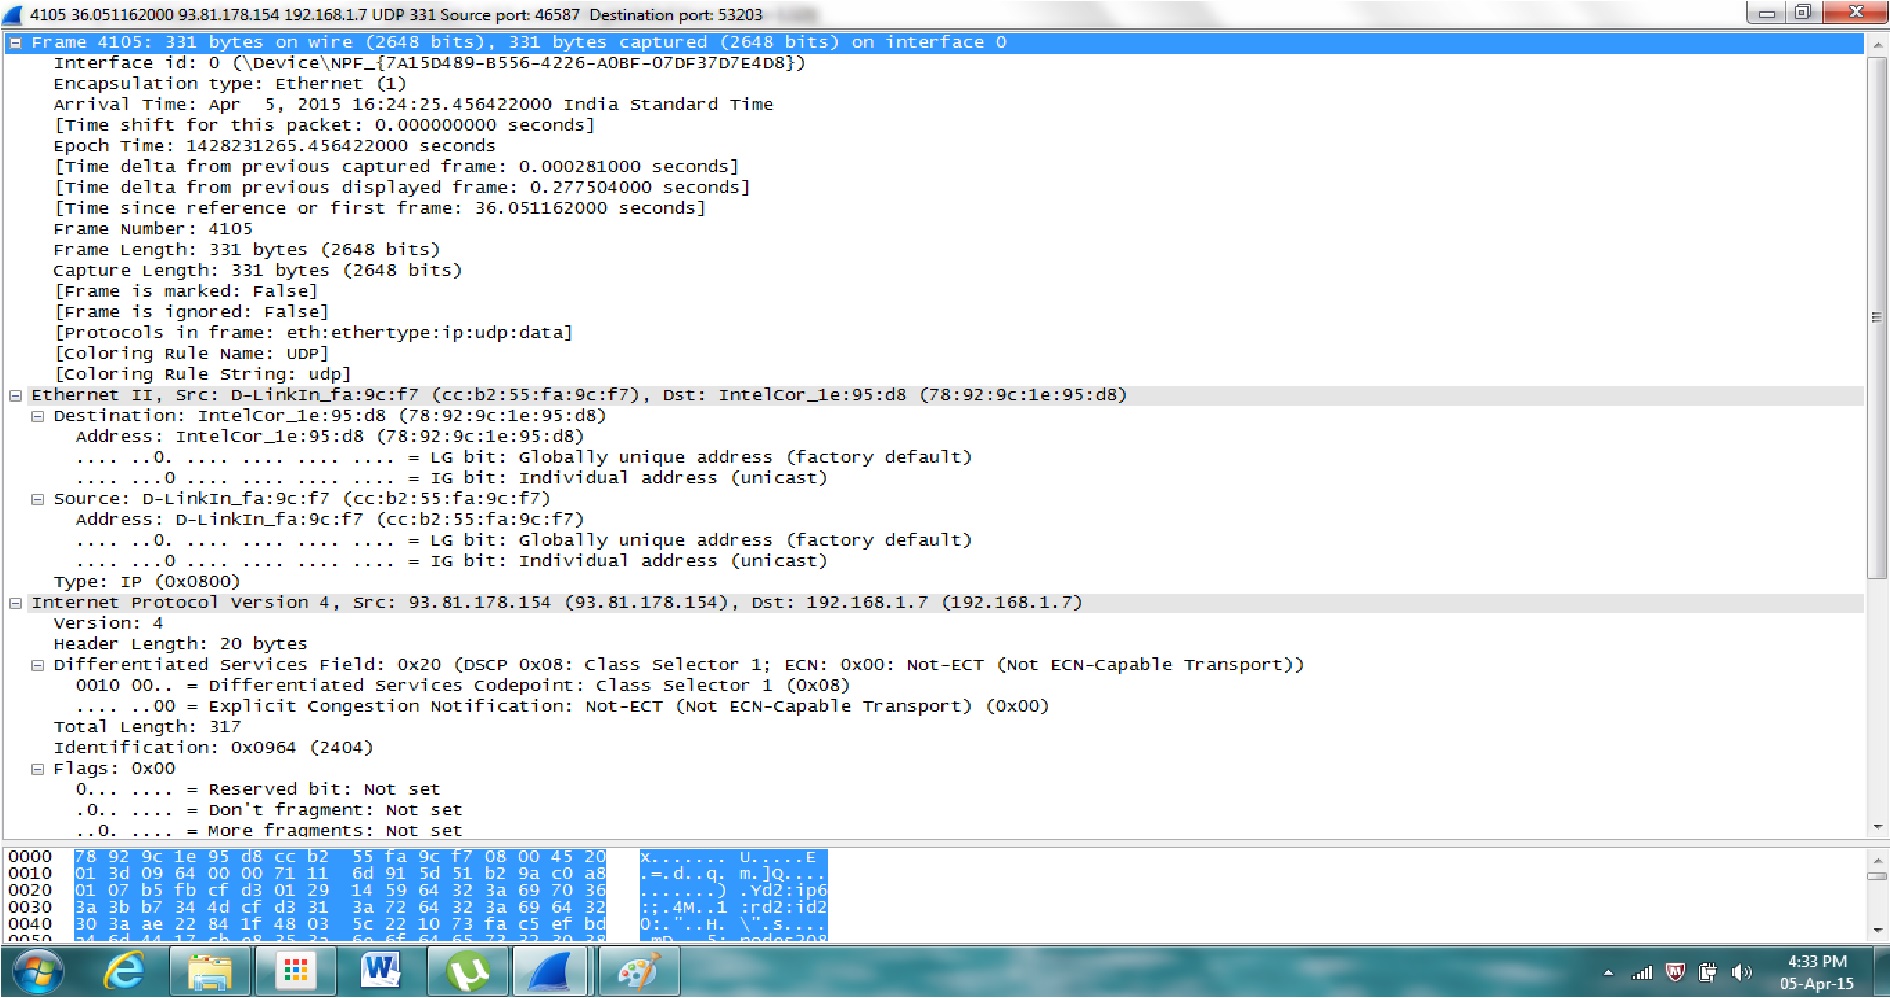 4105 36.051162000 93.81.178.154 192.168.1.7 UDP 331 Source port: 46587 Destination port: 53203
Frame 4105: 331 bytes on wire (2648 bits), 331 bytes captured (2648 bits) on interface 0
Interface id: 0 (\Device\NPF_{7A15D489-B556-4226-A0BF-07DF37D7E4D8})
Encapsulation type: Ethernet (1)
Arrival Time: Apr  5, 2015 16:24:25.456422000 India Standard Time
[Time shift for this packet: 0.000000000 seconds]
Epoch Time: 1428231265.456422000 seconds
[Time delta from previous captured frame: 0.000281000 seconds]
[Time delta from previous displayed frame: 0.277504000 seconds]
[Time since reference or first frame: 36.051162000 seconds]
Frame Number: 4105
Frame Length: 331 bytes (2648 bits)
Capture Length: 331 bytes (2648 bits)
[Frame is marked: False]
[Frame is ignored: False]
[Protocols in frame: eth:ethertype:ip:udp:data]
[Coloring Rule Name: UDP]
[Coloring Rule String: udp]
Ethernet II, Src: D-LinkIn_fa:9c:f7 (cc:b2:55:fa:9c:f7), Dst: IntelCor_1e:95:d8 (78:92:9c:1e:95:d8)
Destination: IntelCor_1e:95:d8 (78:92:9c:1e:95:d8)
Address: IntelCor_1e:95:d8 (78:92:9c:1e:95:d8)
.... ..0. .... .... .... .... = LG bit: Globally unique address (factory default)
.... ...0 .... .... .... .... = IG bit: Individual address (unicast)
Source: D-LinkIn_fa:9c:f7 (cc:b2:55:fa:9c:f7)
Address: D-LinkIn_fa:9c:f7 (cc:b2:55:fa:9c:f7)
.... ..0. .... .... .... .... = LG bit: Globally unique address (factory default)
.... ...0 .... .... .... .... = IG bit: Individual address (unicast)
Type: IP (0x0800)
Internet Protocol Version 4, Src: 93.81.178.154 (93.81.178.154), Dst: 192.168.1.7 (192.168.1.7)
Version: 4
Header Length: 20 bytes
Differentiated Services Field: 0x20 (DSCP 0x08: Class Selector 1; ECN: 0x00: Not-ECT (Not ECN-Capable Transport))
0010 00.. = Differentiated Services Codepoint: Class Selector 1 (0x08)
.... ..00 = Explicit Congestion Notification: Not-ECT (Not ECN-Capable Transport) (0x00)
Total Length: 317
Identification: 0x0964 (2404)
Flags: 0x00
0... .... = Reserved bit: Not set
.0.. .... = Don't fragment: Not set
..0. .... = More fragments: Not set
0000 78 92 9c 1e 95 d8 cc b2 55 fa 9c f7 08 00 45 20 x....... U.....E
0010 01 3d 09 64 00 00 71 11 6d 91 5d 51 b2 9a c0 a8 .=.d..q. m.]Q....
0020 01 07 b5 fb cf d3 01 29 14 59 64 32 3a 69 70 36 .......) .Yd2:ip6
0030 3a 3b b7 34 4d cf d3 31 3a 72 64 32 3a 69 64 32 :;.4M..1 :rd2:id2
0040 30 3a ae 22 84 1f 48 03 5c 22 10 73 fa c5 ef bd 0:."..H. \".s....
0050
W
4:33 PM
05-Apr-15